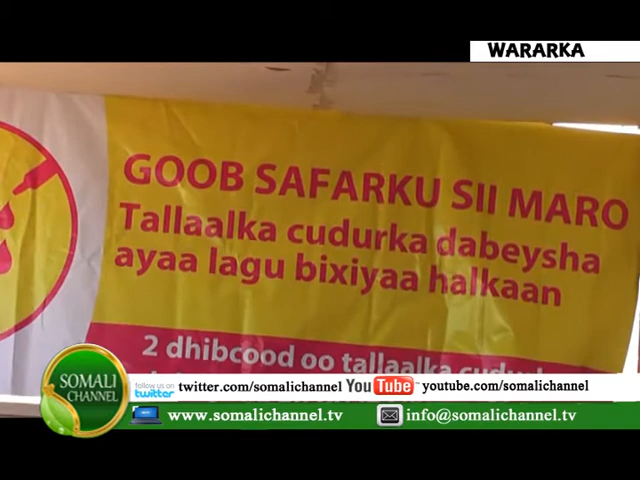 WARARKA
GOOB SAFARKU SII MARO
Tallaalka cudurka dabeysha
ayaa lagu bixiyaa halkaan
2 dhibcood oo tallaalka
SOMALI
CHANNEL
follow us on
twitter
twitter.com/somalichannel
YouTube
youtube.com/somalichannel
www.somalichannel.tv
info@somalichannel.tv